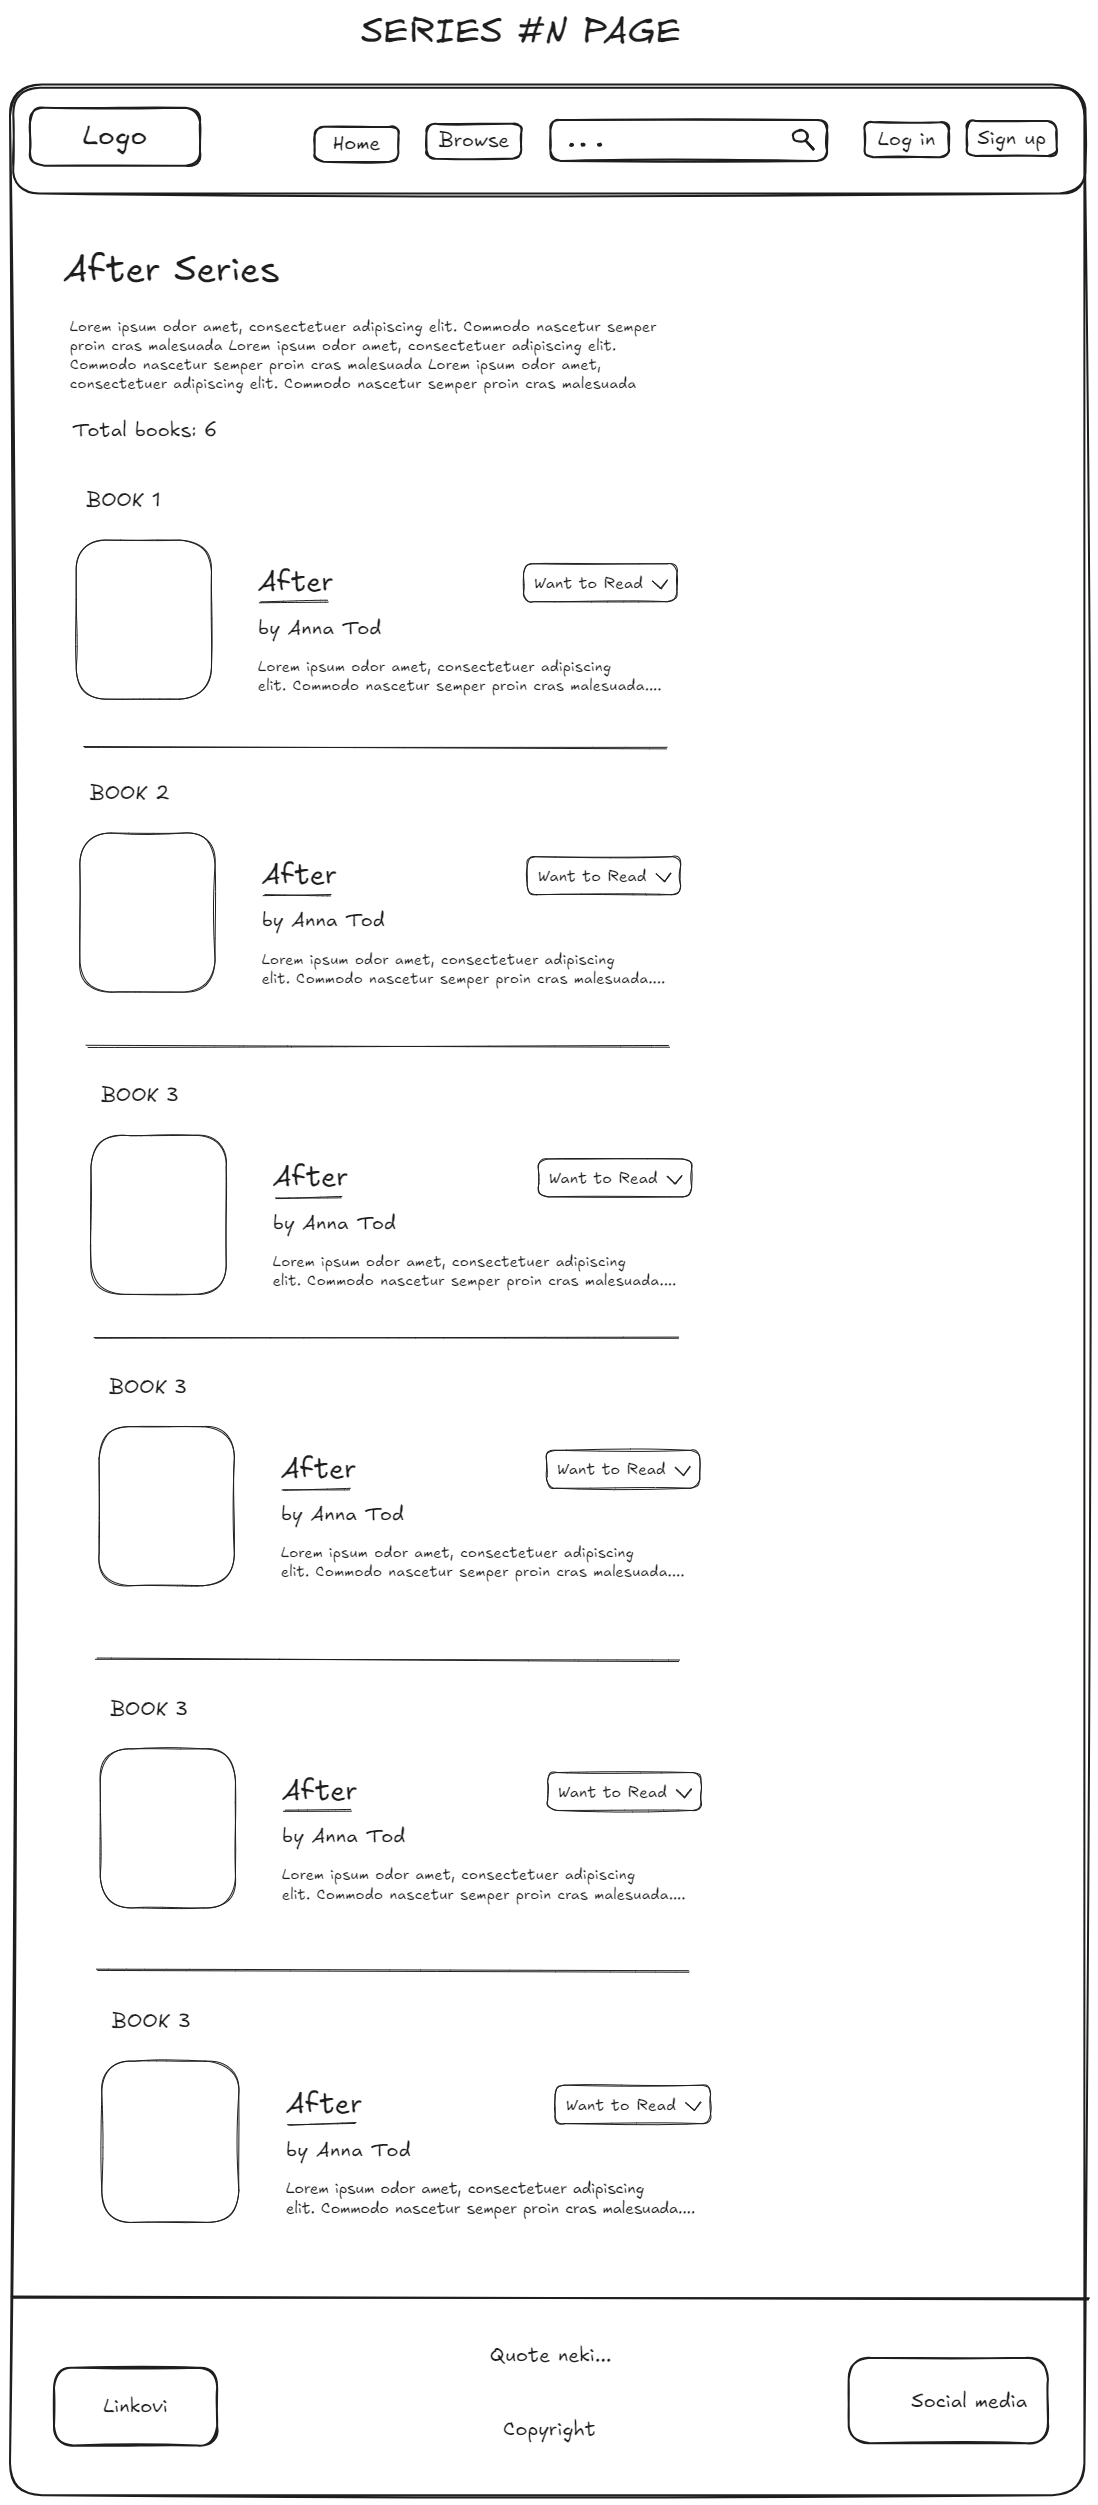 SERIES #N PAGE
Logo
Home
Browse
...
Log in
Sign up
After Series
Lorem ipsum odor amet, consectetuer adipiscing elit. Commodo nascetur semper
proin cras malesuada Lorem ipsum odor amet, consectetuer adipiscing elit.
Commodo nascetur semper proin cras malesuada Lorem ipsum odor amet,
consectetuer adipiscing elit. Commodo nascetur semper proin cras malesuada
Total books: 6
BOOK 1
After
Want to Read
by Anna Tod
Lorem ipsum odor amet, consectetuer adipiscing
elit. Commodo nascetur semper proin cras malesuada....
BOOK 2
After
Want to Read
by Anna Tod
Lorem ipsum odor amet, consectetuer adipiscing
elit. Commodo nascetur semper proin cras malesuada....
BOOK 3
After
Want to Read
by Anna Tod
Lorem ipsum odor amet, consectetuer adipiscing
elit. Commodo nascetur semper proin cras malesuada....
BOOK 3
After
Want to Read
by Anna Tod
Lorem ipsum odor amet, consectetuer adipiscing
elit. Commodo nascetur semper proin cras malesuada....
BOOK 3
After
Want to Read
by Anna Tod
Lorem ipsum odor amet, consectetuer adipiscing
elit. Commodo nascetur semper proin cras malesuada....
BOOK 3
After
Want to Read
by Anna Tod
Lorem ipsum odor amet, consectetuer adipiscing
elit. Commodo nascetur semper proin cras malesuada....
Quote neki...
Linkovi
Social media
Copyright